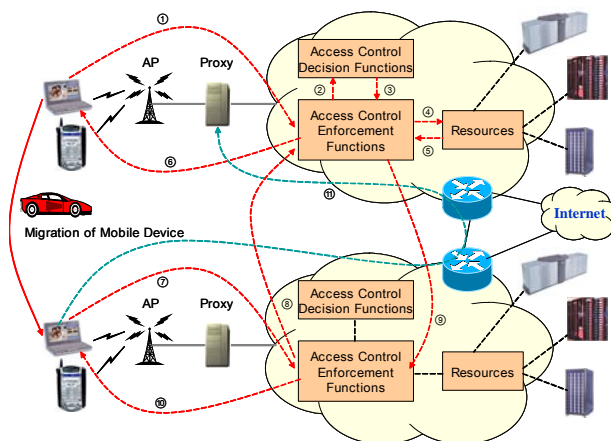 ①
AP
Proxy
Access Control
Decision Functions
②
③
Access Control
Enforcement
Functions
④
⑤
Resources
⑥
⑪
Internet
Migration of Mobile Device
⑦
AP
Proxy
⑧
Access Control
Decision Functions
⑨
Access Control
Enforcement
Functions
Resources
⑩